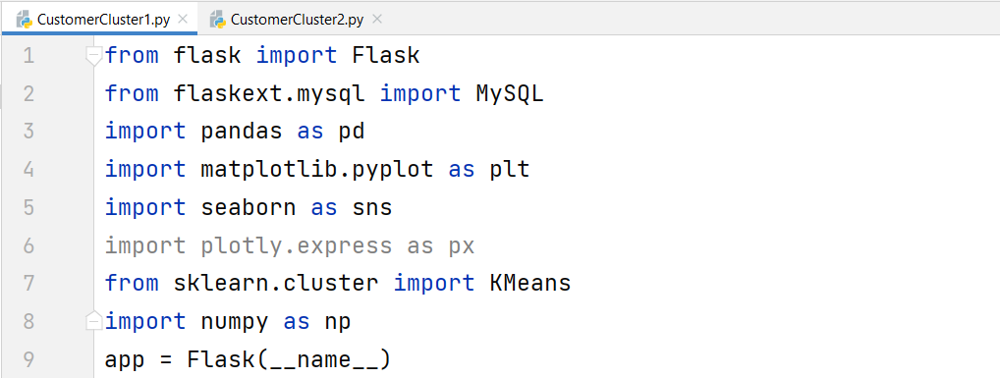 CustomerCluster1.py CustomerCluster2.py
1 from flask import Flask
2 from flaskext.mysql import MySQL
3 import pandas as pd
4 import matplotlib.pyplot as plt
5 import seaborn as sns
6 import plotly.express as px
7 from sklearn.cluster import KMeans
8 import numpy as np
9 app = Flask(__name__)